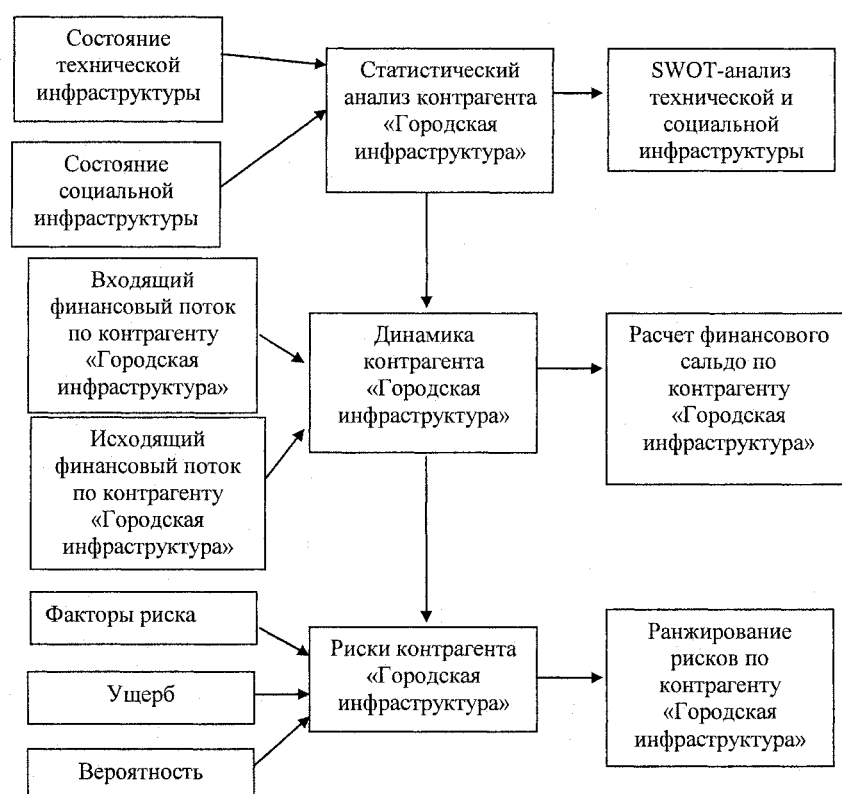 Состояние
технической
инфраструктуры
Статистический
анализ контрагента
«Городская
инфраструктура»
SWOT-анализ
технической и
социальной
инфраструктуры
Состояние
социальной
инфраструктуры
Входящий
финансовый поток
по контрагенту
«Городская
инфраструктура»
Динамика
контрагента
«Городская
инфраструктура»
Расчет финансового
сальдо по
контрагенту
«Городская
инфраструктура»
Исходящий
финансовый поток
по контрагенту
«Городская
инфраструктура»
Факторы риска
Ущерб
Вероятность
Риски контрагента
«Городская
инфраструктура»
Ранжирование
рисков по
контрагенту
«Городская
инфраструктура»